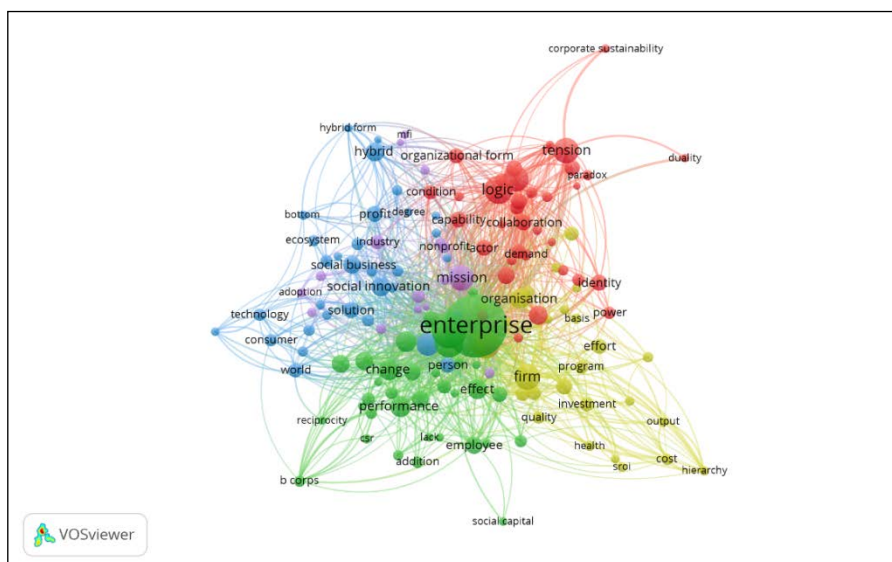 corporate sustainability
hybrid form
mfi
hybrid
organizational form
tension
duality
paradox
condition
logic
bottom
profit
degree
capability
collaboration
ecosystem
industry
nonprofit
actor
demand
social business
mission
adoption
social innovation
organisation
identity
technology
solution
enterprise
basis
power
consumer
person
effort
world
change
firm
program
effect
performance
quality
investment
reciprocity
output
csr
lack
employee
health
addition
sroi
cost
hierarchy
b corps
social capital
VOSviewer